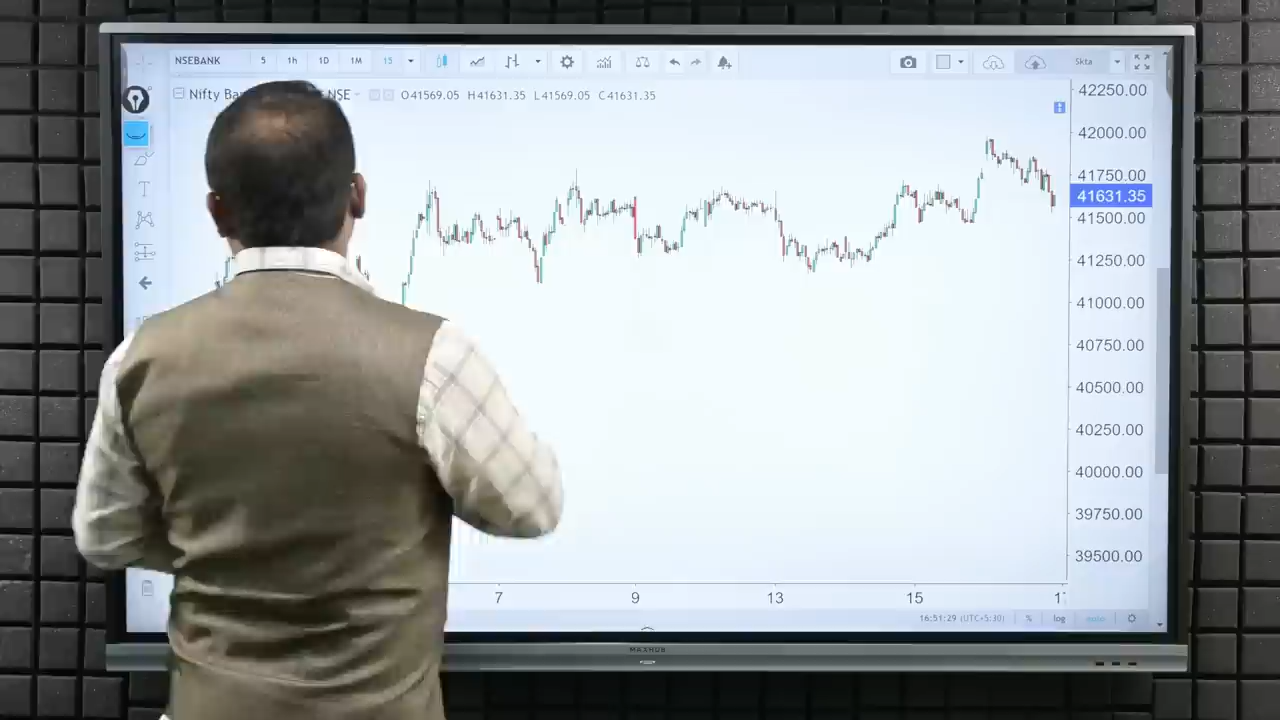 NSEBANK 5 1h 1D 1M 15 Skta
Nifty Ba NSE O41569.05 H41631.35 L41569.05 C41631.35
42250.00
42000.00
41750.00
41631.35
41500.00
41250.00
41000.00
40750.00
40500.00
40250.00
40000.00
39750.00
39500.00
7 9 13 15 1
16:51:29 (UTC+5:30) % log auto
MAXHUB